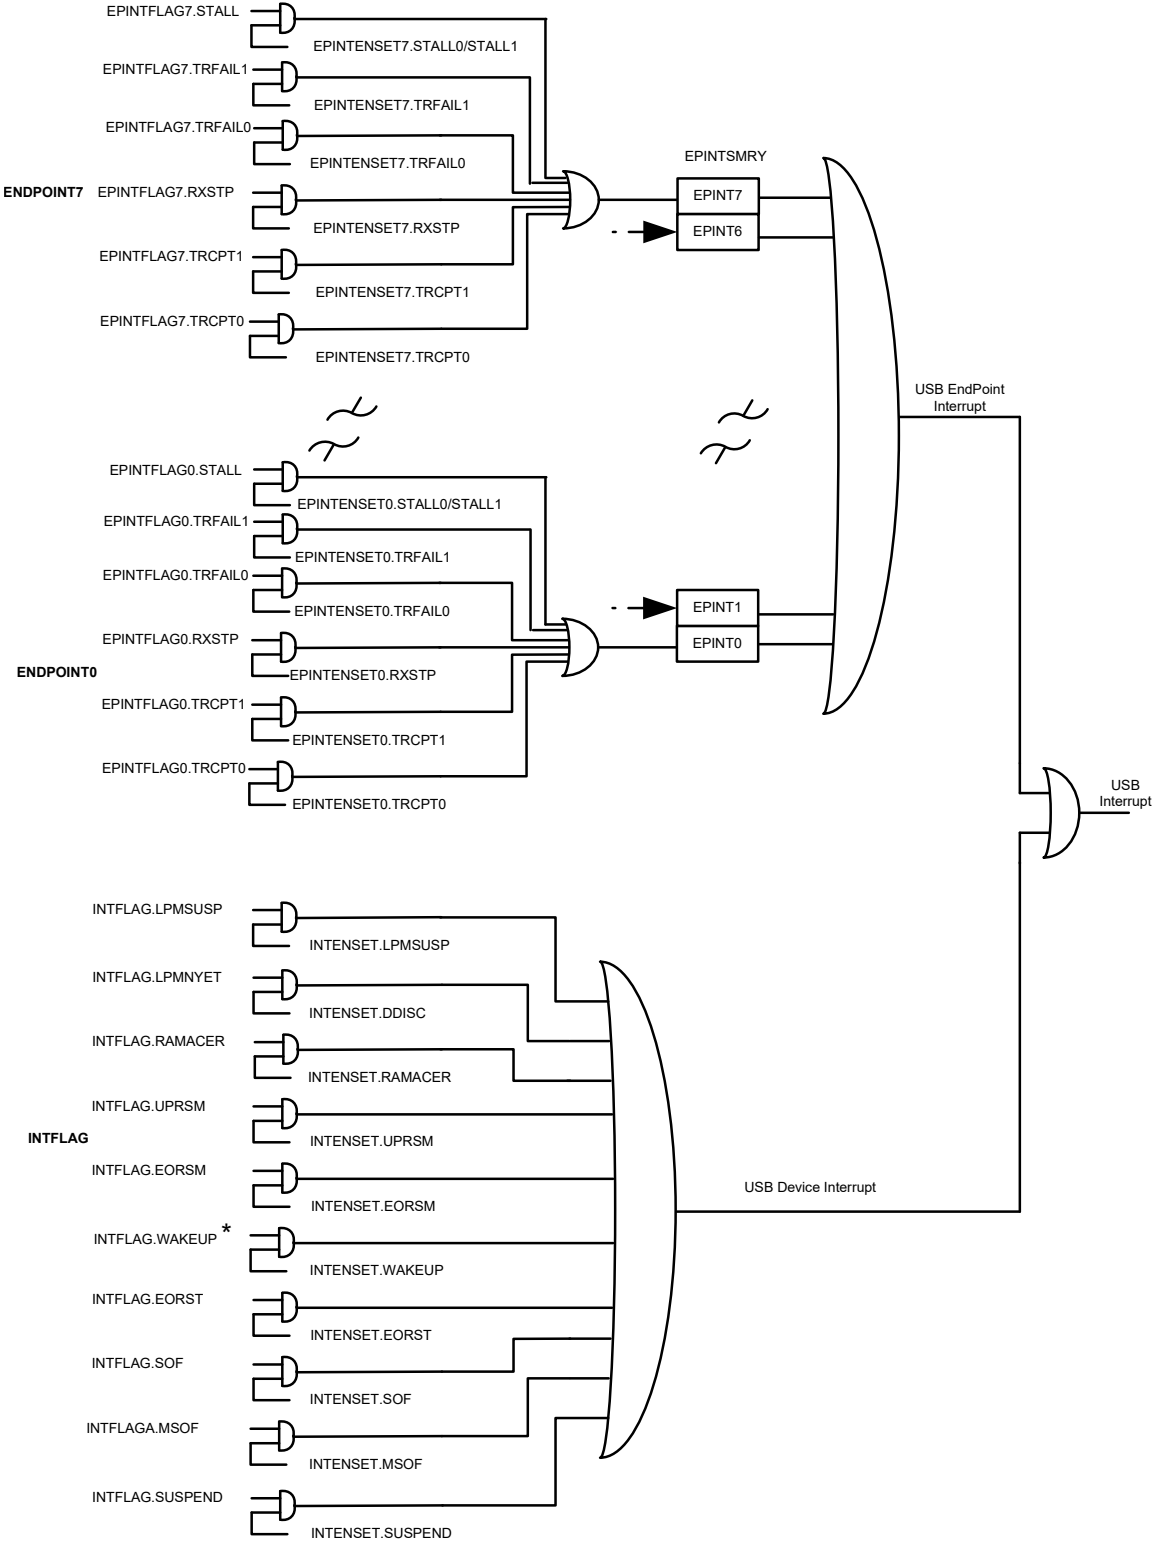 EPINTFLAG7.STALL
EPINTENSET7.STALL0/STALL1
EPINTFLAG7.TRFAIL1
EPINTENSET7.TRFAIL1
EPINTFLAG7.TRFAIL0
EPINTENSET7.TRFAIL0
EPINTSMRY
ENDPOINT7
EPINTFLAG7.RXSTP
EPINT7
EPINTENSET7.RXSTP
EPINT6
EPINTFLAG7.TRCPT1
EPINTENSET7.TRCPT1
EPINTFLAG7.TRCPT0
EPINTENSET7.TRCPT0
USB EndPoint
Interrupt
EPINTFLAG0.STALL
EPINTENSET0.STALL0/STALL1
EPINTFLAG0.TRFAIL1
EPINTENSET0.TRFAIL1
EPINTFLAG0.TRFAIL0
EPINTENSET0.TRFAIL0
EPINT1
EPINTFLAG0.RXSTP
EPINT0
ENDPOINT0
EPINTENSET0.RXSTP
EPINTFLAG0.TRCPT1
EPINTENSET0.TRCPT1
EPINTFLAG0.TRCPT0
EPINTENSET0.TRCPT0
USB
Interrupt
INTFLAG.LPMSUSP
INTENSET.LPMSUSP
INTFLAG.LPMNYET
INTENSET.DDISC
INTFLAG.RAMACER
INTENSET.RAMACER
INTFLAG.UPRSM
INTFLAG
INTENSET.UPRSM
INTFLAG.EORSM
USB Device Interrupt
INTENSET.EORSM
INTFLAG.WAKEUP *
INTENSET.WAKEUP
INTFLAG.EORST
INTENSET.EORST
INTFLAG.SOF
INTENSET.SOF
INTFLAGA.MSOF
INTENSET.MSOF
INTFLAG.SUSPEND
INTENSET.SUSPEND